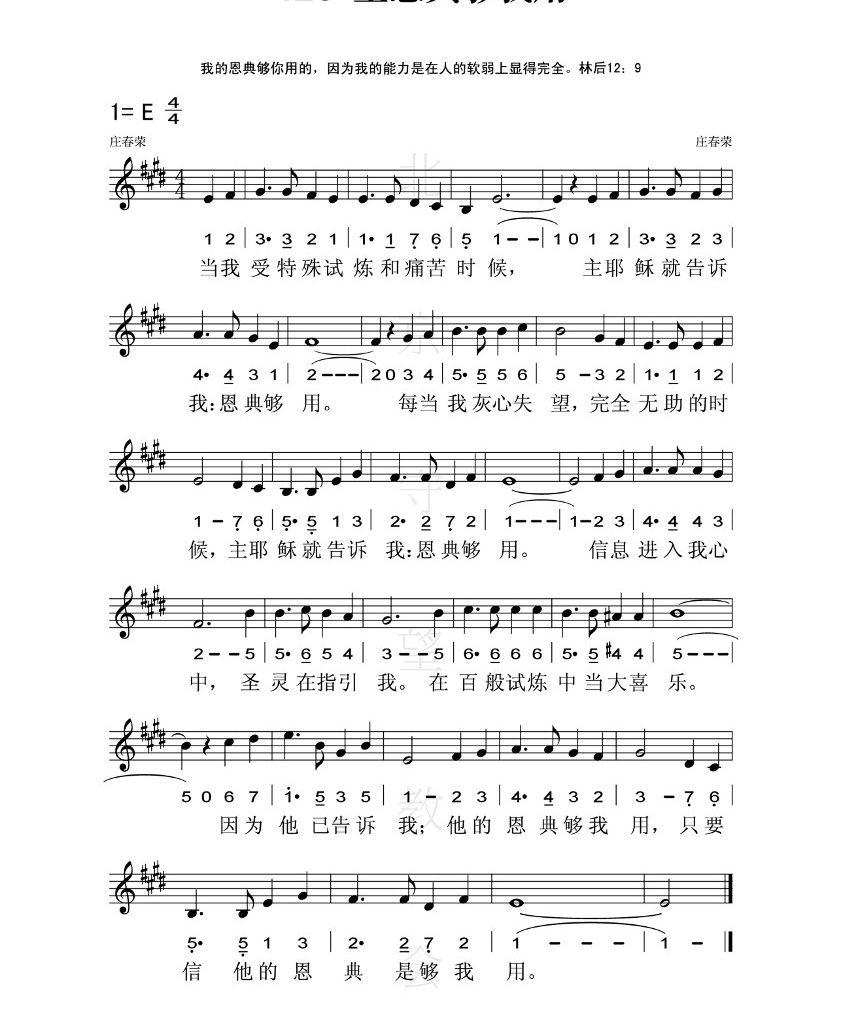 我的恩典够你用的，因为我的能力是在人的软弱上显得完全。林后12：9
1= E 4/4
庄春荣 庄春荣
1 2 | 3• 3 2 1 | 1• 1 7 6 | 5 1 – – | 1 0 1 2 | 3• 3 2 3 |
当我 受特殊试炼和痛苦时候， 主耶稣就告诉
4• 4 3 1 | 2 – – – | 2 0 3 4 | 5• 5 5 6 | 5 – 3 2 | 1• 1 1 2
我：恩典够用。 每当我灰心失望，完全无助的时
1 – 7 6 | 5• 5 1 3 | 2• 2 7 2 | 1 – – – | 1 – 2 3 | 4• 4 4 3 |
候，主耶稣就告诉我：恩典够用。 信息进入我心
2 – – 5 | 5• 6 5 4 | 3 – – 5 | 6• 6 6 6 | 5• 5 #4 4 | 5 – – – |
中，圣灵在指引我。在百般试炼中当大喜乐。
5 0 6 7 | 1• 5 3 5 | 1 – 2 3 | 4• 4 3 2 | 3 – 7 6 |
因为他已告诉我；他的恩典够我用，只要
5• 5 1 3 | 2• 2 7 2 | 1 – – – | 1 – –
信他的恩典是够我用。
北京守望教会